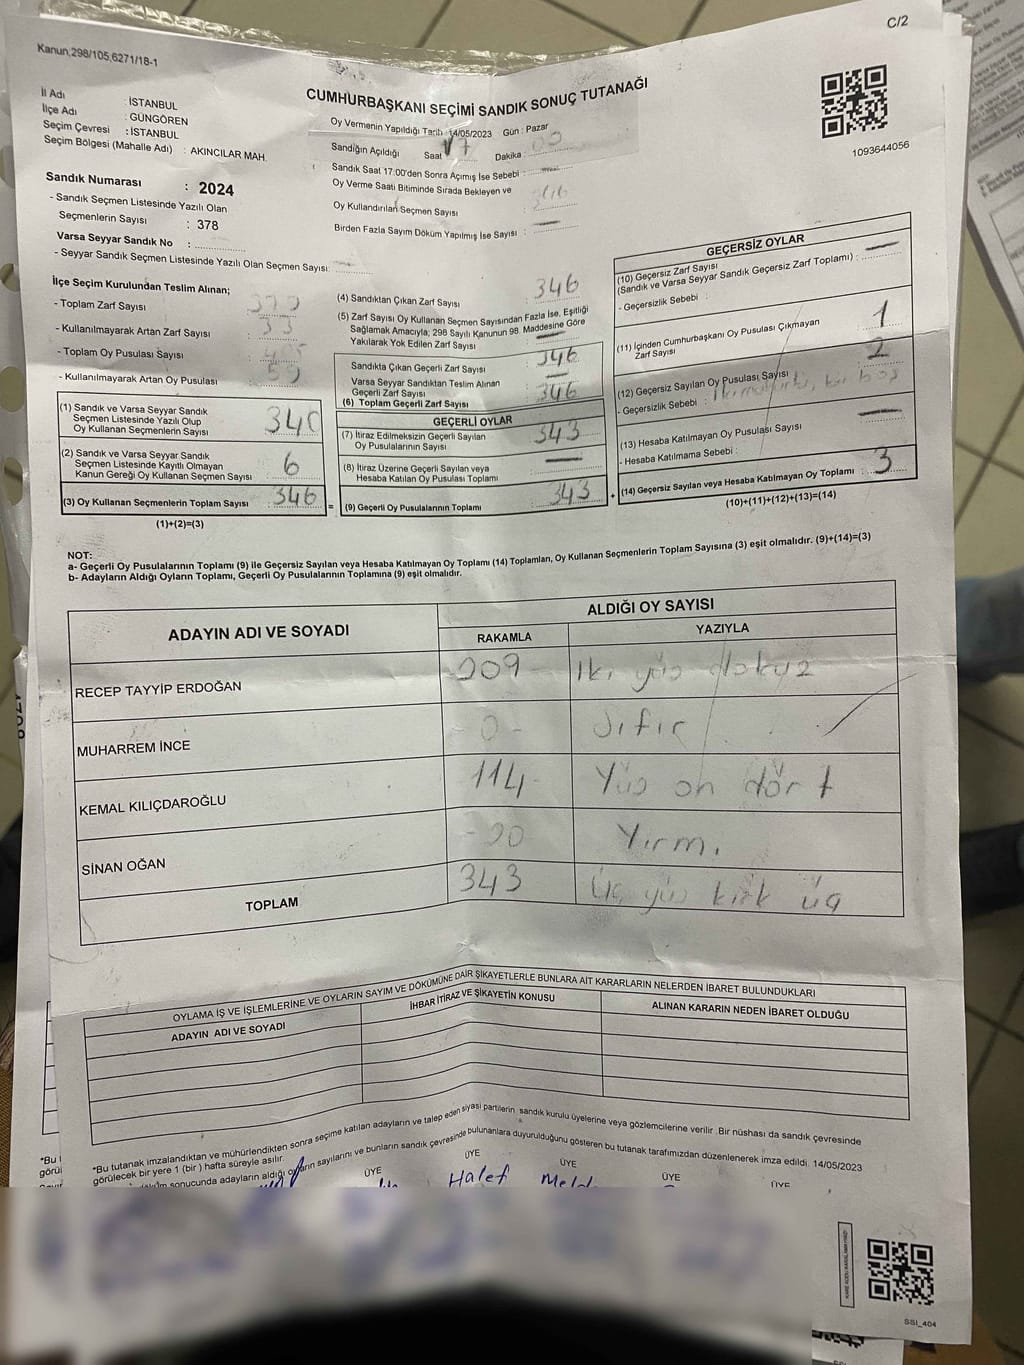 C/2
Kanun,298/105,6271/18-1
CUMHURBAŞKANI SEÇİMİ SANDIK SONUÇ TUTANAĞI
İl Adı : İSTANBUL
İlçe Adı : GÜNGÖREN
Seçim Çevresi : İSTANBUL
Seçim Bölgesi (Mahalle Adı) : AKINCILAR MAH.
Oy Vermenin Yapıldığı Tarih 14/05/2023 Gün : Pazar
Sandığın Açıldığı Saat 17 Dakika : 00
Sandık Saat 17:00'den Sonra Açımış İse Sebebi :
Oy Verme Saati Bitiminde Sırada Bekleyen ve
Oy Kullandırılan Seçmen Sayısı :
Birden Fazla Sayım Döküm Yapılmış İse Sayısı :
1093644056
Sandık Numarası : 2024
- Sandık Seçmen Listesinde Yazılı Olan
Seçmenlerin Sayısı : 378
Varsa Seyyar Sandık No :
- Seyyar Sandık Seçmen Listesinde Yazılı Olan Seçmen Sayısı:
İlçe Seçim Kurulundan Teslim Alınan;
- Toplam Zarf Sayısı :
- Kullanılmayarak Artan Zarf Sayısı : 33
- Toplam Oy Pusulası Sayısı :
- Kullanılmayarak Artan Oy Pusulası : 59
(1) Sandık ve Varsa Seyyar Sandık
Seçmen Listesinde Yazılı Olup
Oy Kullanan Seçmenlerin Sayısı : 340
(2) Sandık ve Varsa Seyyar Sandık
Seçmen Listesinde Kayıtlı Olmayan
Kanun Gereği Oy Kullanan Seçmen Sayısı : 6
(3) Oy Kullanan Seçmenlerin Toplam Sayısı : 346
(1)+(2)=(3)
(4) Sandıktan Çıkan Zarf Sayısı : 346
(5) Zarf Sayısı Oy Kullanan Seçmen Sayısından Fazla İse, Eşitliği
Sağlamak Amacıyla; 298 Sayılı Kanunun 98. Maddesine Göre
Yakılarak Yok Edilen Zarf Sayısı :
Sandıkta Çıkan Geçerli Zarf Sayısı : 346
Varsa Seyyar Sandıktan Teslim Alınan
Geçerli Zarf Sayısı :
(6) Toplam Geçerli Zarf Sayısı : 346
GEÇERLİ OYLAR
(7) İtiraz Edilmeksizin Geçerli Sayılan
Oy Pusulalarının Sayısı : 343
(8) İtiraz Üzerine Geçerli Sayılan veya
Hesaba Katılan Oy Pusulası Toplamı :
= (9) Geçerli Oy Pusulalarının Toplamı : 343
GEÇERSİZ OYLAR
(10) Geçersiz Zarf Sayısı
(Sandık ve Varsa Seyyar Sandık Geçersiz Zarf Toplamı) :
- Geçersizlik Sebebi :
(11) İçinden Cumhurbaşkanı Oy Pusulası Çıkmayan
Zarf Sayısı : 1
(12) Geçersiz Sayılan Oy Pusulası Sayısı : 2
- Geçersizlik Sebebi : bir boş
(13) Hesaba Katılmayan Oy Pusulası Sayısı :
- Hesaba Katılmama Sebebi :
+ (14) Geçersiz Sayılan veya Hesaba Katılmayan Oy Toplamı : 3
(10)+(11)+(12)+(13)=(14)
NOT:
a- Geçerli Oy Pusulalarının Toplamı (9) ile Geçersiz Sayılan veya Hesaba Katılmayan Oy Toplamı (14) Toplamları, Oy Kullanan Seçmenlerin Toplam Sayısına (3) eşit olmalıdır. (9)+(14)=(3)
b- Adayların Aldığı Oyların Toplamı, Geçerli Oy Pusulalarının Toplamına (9) eşit olmalıdır.
ADAYIN ADI VE SOYADI ALDIĞI OY SAYISI
RAKAMLA YAZIYLA
RECEP TAYYİP ERDOĞAN 209 - İki yüz dokuz
MUHARREM İNCE - 0 - Sıfır
KEMAL KILIÇDAROĞLU 114 - Yüz on dört
SİNAN OĞAN - 20 Yirmi
TOPLAM 343 Üç yüz kırk üç
OYLAMA İŞ VE İŞLEMLERİNE VE OYLARIN SAYIM VE DÖKÜMÜNE DAİR ŞİKAYETLERLE BUNLARA AİT KARARLARIN NELERDEN İBARET BULUNDUKLARI
ADAYIN ADI VE SOYADI İHBAR İTİRAZ VE ŞİKAYETİN KONUSU ALINAN KARARIN NEDEN İBARET OLDUĞU
*Bu tutanak imzalandıktan ve mühürlendikten sonra seçime katılan adayların ve talep eden siyasi partilerin sandık kurulu üyelerine veya gözlemcilerine verilir. Bir nüshası da sandık çevresinde
görülecek bir yere 1 (bir) hafta süreyle asılır.
sonucunda adayların aldığı oyların sayılarını ve bunların sandık çevresinde bulunanlara duyurulduğunu gösteren bu tutanak tarafımızdan düzenlenerek imza edildi. 14/05/2023
ÜYE ÜYE ÜYE ÜYE ÜYE
Halef
SSI_404